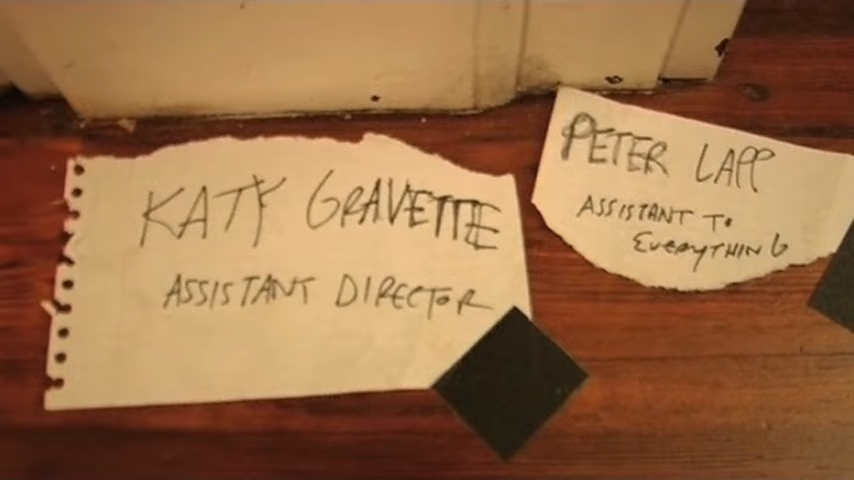 KATY GRAVETTE
ASSISTANT DIRECTOR
PETER LAPP
ASSISTANT TO
EVERYTHING